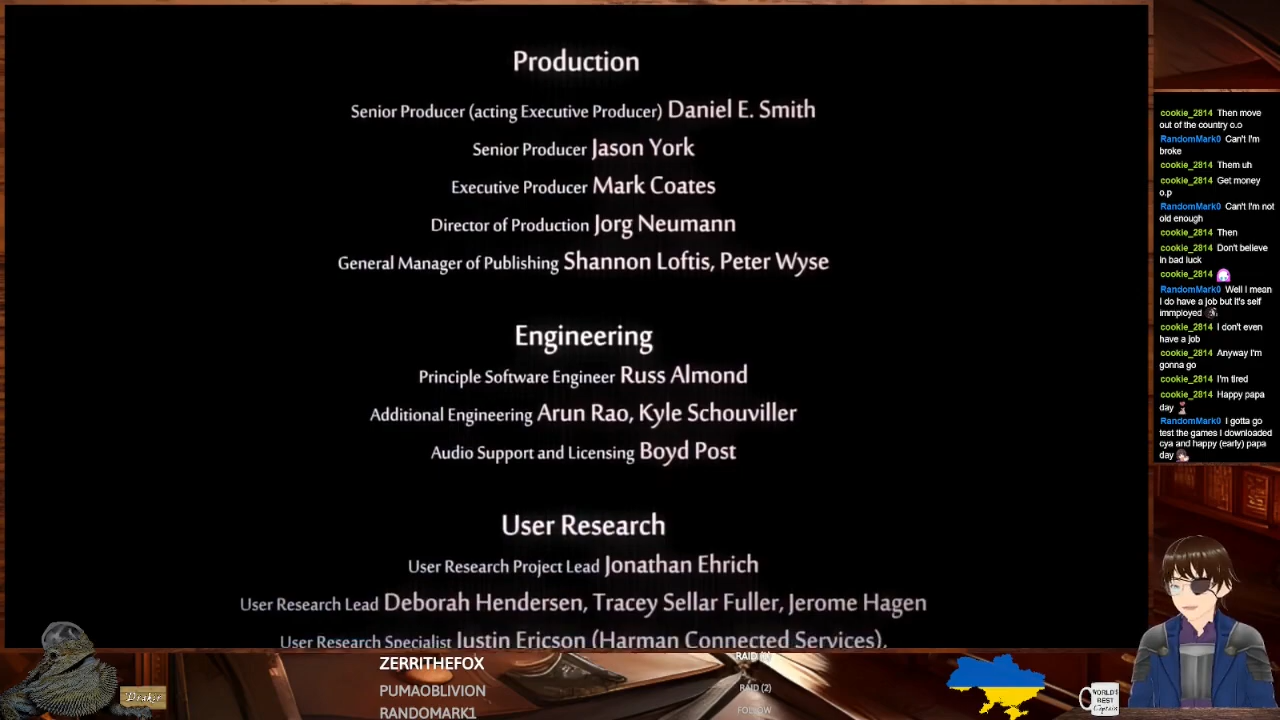 Production
Senior Producer (acting Executive Producer) Daniel E. Smith
Senior Producer Jason York
Executive Producer Mark Coates
Director of Production Jorg Neumann
General Manager of Publishing Shannon Loftis, Peter Wyse
Engineering
Principle Software Engineer Russ Almond
Additional Engineering Arun Rao, Kyle Schouviller
Audio Support and Licensing Boyd Post
User Research
User Research Project Lead Jonathan Ehrich
User Research Lead Deborah Hendersen, Tracey Sellar Fuller, Jerome Hagen
User Research Specialist Justin Ericson (Harman Connected Services),
cookie_2814 Then move
out of the country o.o
RandomMark0 Can't I'm
broke
cookie_2814 Them uh
cookie_2814 Get money
o.p
RandomMark0 Can't I'm not
old enough
cookie_2814 Then
cookie_2814 Don't believe
in bad luck
cookie_2814
RandomMark0 Well I mean
I do have a job but it's self
immployed
cookie_2814 I don't even
have a job
cookie_2814 Anyway I'm
gonna go
cookie_2814 I'm tired
cookie_2814 Happy papa
day
RandomMark0 I gotta go
test the games I downloaded
cya and happy (early) papa
day
Drake
ZERRITHEFOX
PUMAOBLIVION
RAID (2)
RANDOMARK1
FOLLOW
WORLD'S
BEST
Captain